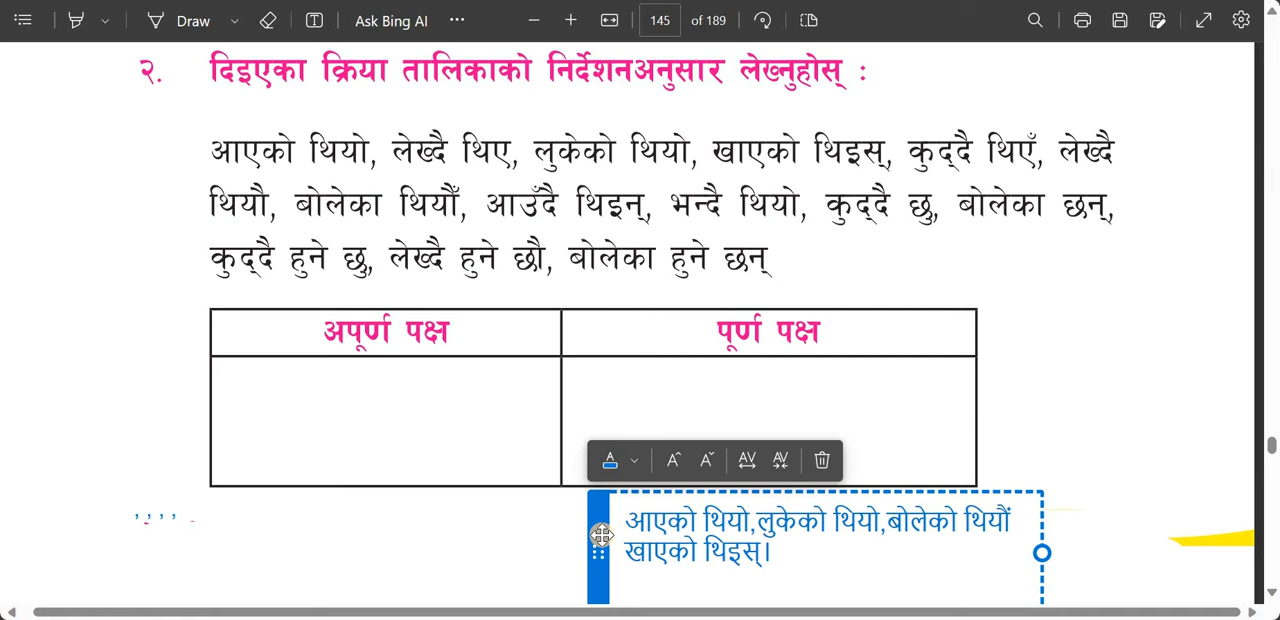 Draw Ask Bing AI 145 of 189
२. दिइएका क्रिया तालिकाको निर्देशनअनुसार लेख्नुहोस् :
आएको थियो, लेख्दै थिए, लुकेको थियो, खाएको थिइस्, कुद्दै थिएँ, लेख्दै
थियौ, बोलेका थियौँ, आउँदै थिइन्, भन्दै थियो, कुद्दै छु, बोलेका छन्,
कुद्दै हुने छु, लेख्दै हुने छौ, बोलेका हुने छन्
अपूर्ण पक्ष पूर्ण पक्ष
आएको थियो,लुकेको थियो,बोलेको थियौं
खाएको थिइस्।